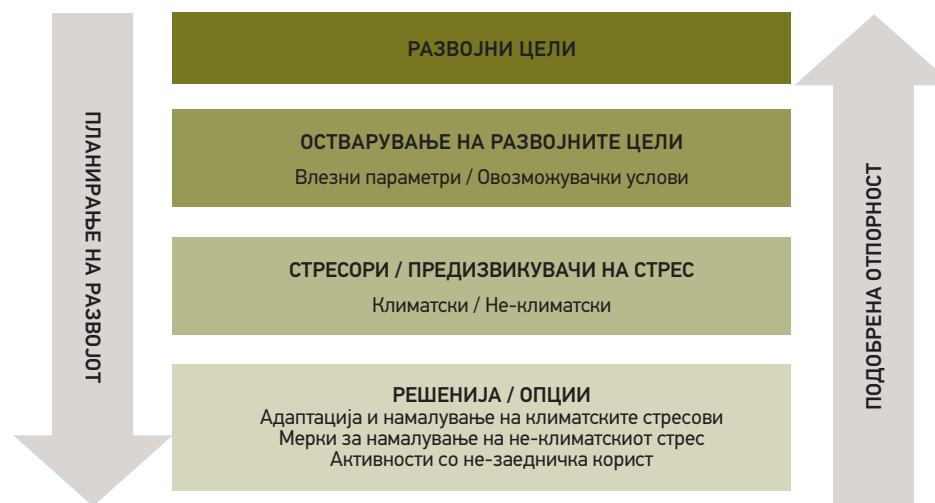 ПЛАНИРАЊЕ НА РАЗВОЈОТ
РАЗВОЈНИ ЦЕЛИ
ОСТВАРУВАЊЕ НА РАЗВОЈНИТЕ ЦЕЛИ
Влезни параметри / Овозможувачки услови
СТРЕСОРИ / ПРЕДИЗВИКУВАЧИ НА СТРЕС
Климатски / Не-климатски
РЕШЕНИЈА / ОПЦИИ
Адаптација и намалување на климатските стресови
Мерки за намалување на не-климатскиот стрес
Активности со не-заедничка корист
ПОДОБРЕНА ОТПОРНОСТ